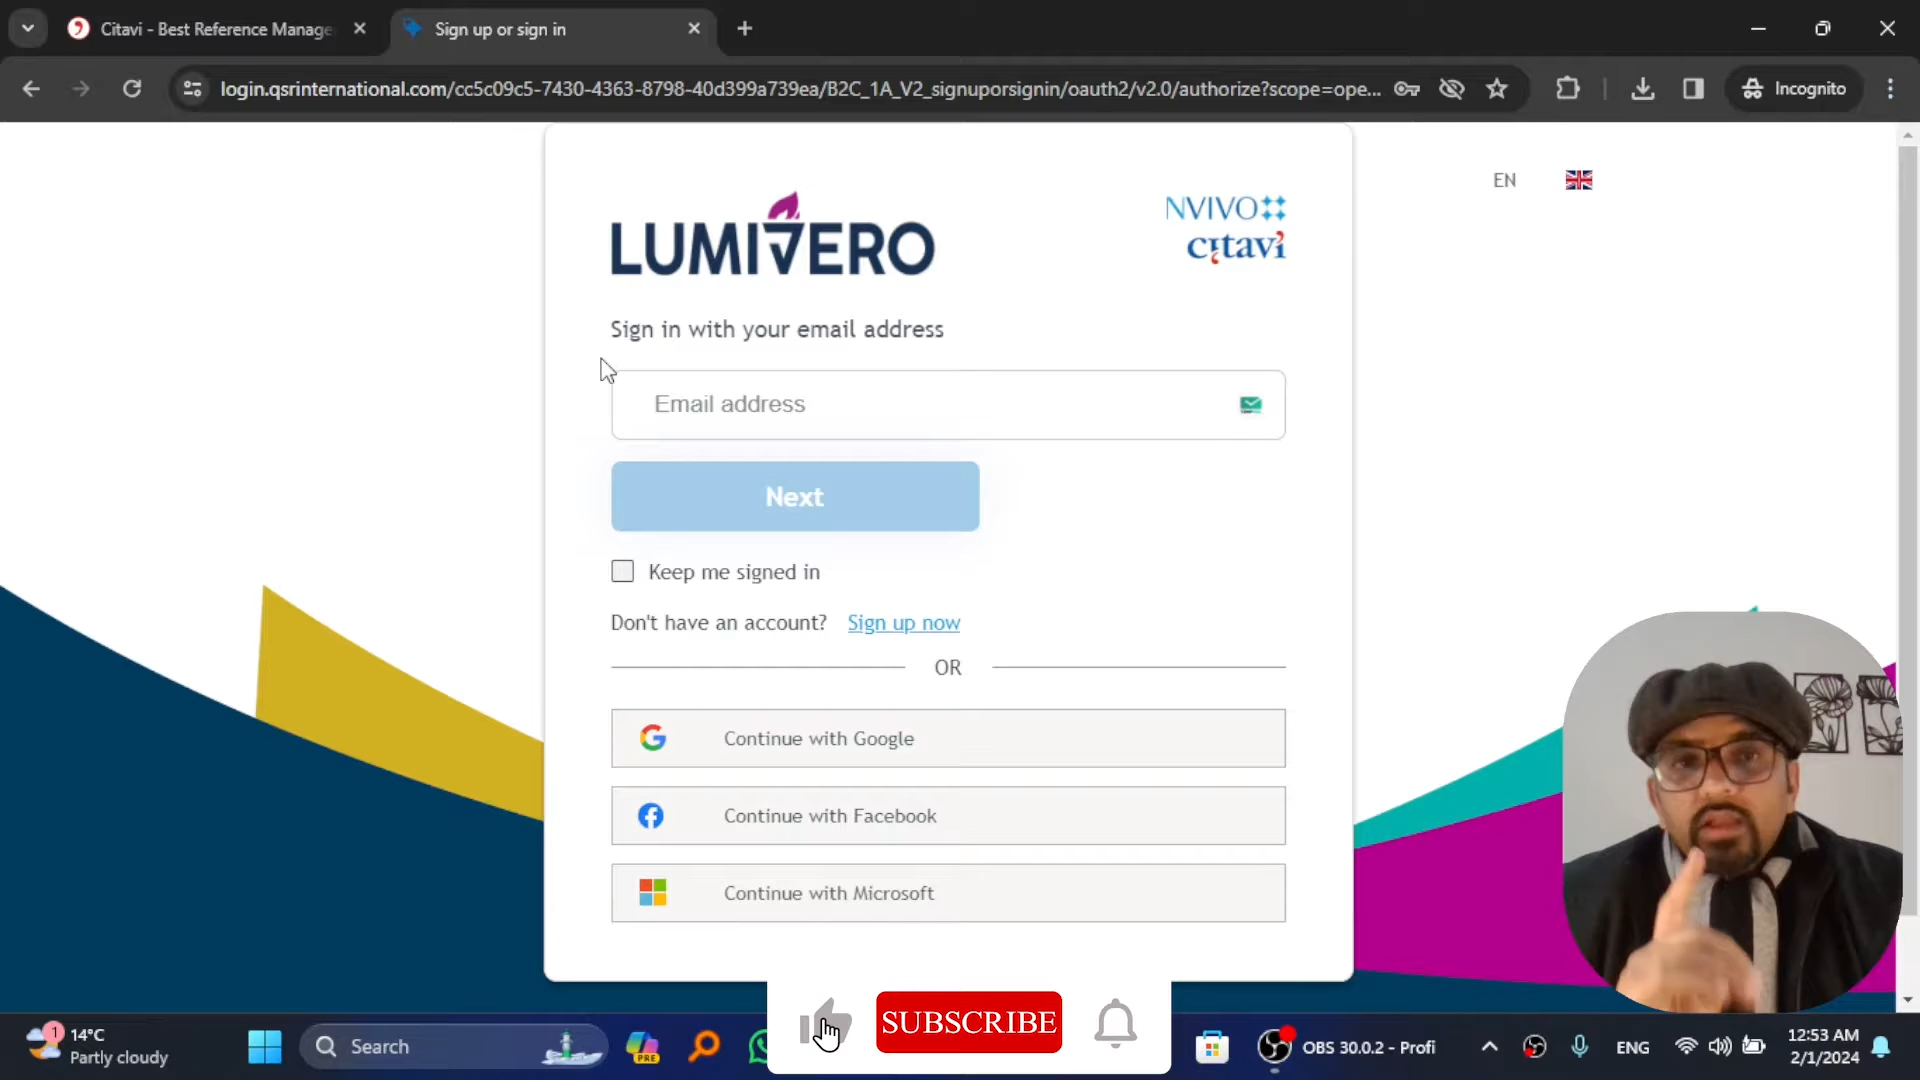 Citavi - Best Reference Manage
Sign up or sign in
login.qsrinternational.com/cc5c09c5-7430-4363-8798-40d399a739ea/B2C_1A_V2_signuporsignin/oauth2/v2.0/authorize?scope=ope...
Incognito
EN
LUMIVERO
NVIVO
citavi
Sign in with your email address
Email address
Next
Keep me signed in
Don't have an account? Sign up now
OR
Continue with Google
Continue with Facebook
Continue with Microsoft
SUBSCRIBE
1
14°C
Partly cloudy
Search
PRE
OBS 30.0.2 - Profi
ENG
12:53 AM
2/1/2024